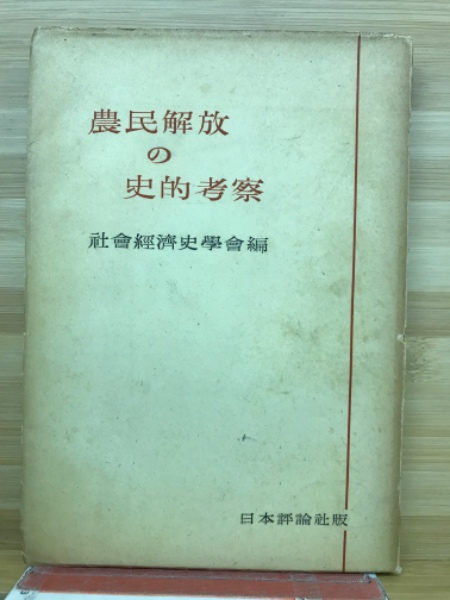 農民解放
の
史的考察
社會經濟史學會編
日本評論社版